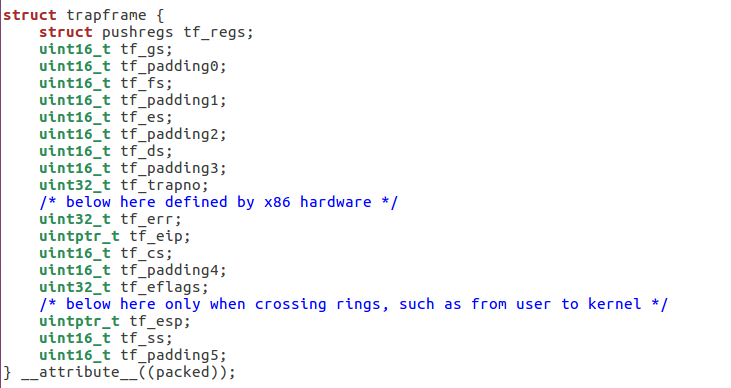 struct trapframe {
    struct pushregs tf_regs;
    uint16_t tf_gs;
    uint16_t tf_padding0;
    uint16_t tf_fs;
    uint16_t tf_padding1;
    uint16_t tf_es;
    uint16_t tf_padding2;
    uint16_t tf_ds;
    uint16_t tf_padding3;
    uint32_t tf_trapno;
    /* below here defined by x86 hardware */
    uint32_t tf_err;
    uintptr_t tf_eip;
    uint16_t tf_cs;
    uint16_t tf_padding4;
    uint32_t tf_eflags;
    /* below here only when crossing rings, such as from user to kernel */
    uintptr_t tf_esp;
    uint16_t tf_ss;
    uint16_t tf_padding5;
} __attribute__((packed));